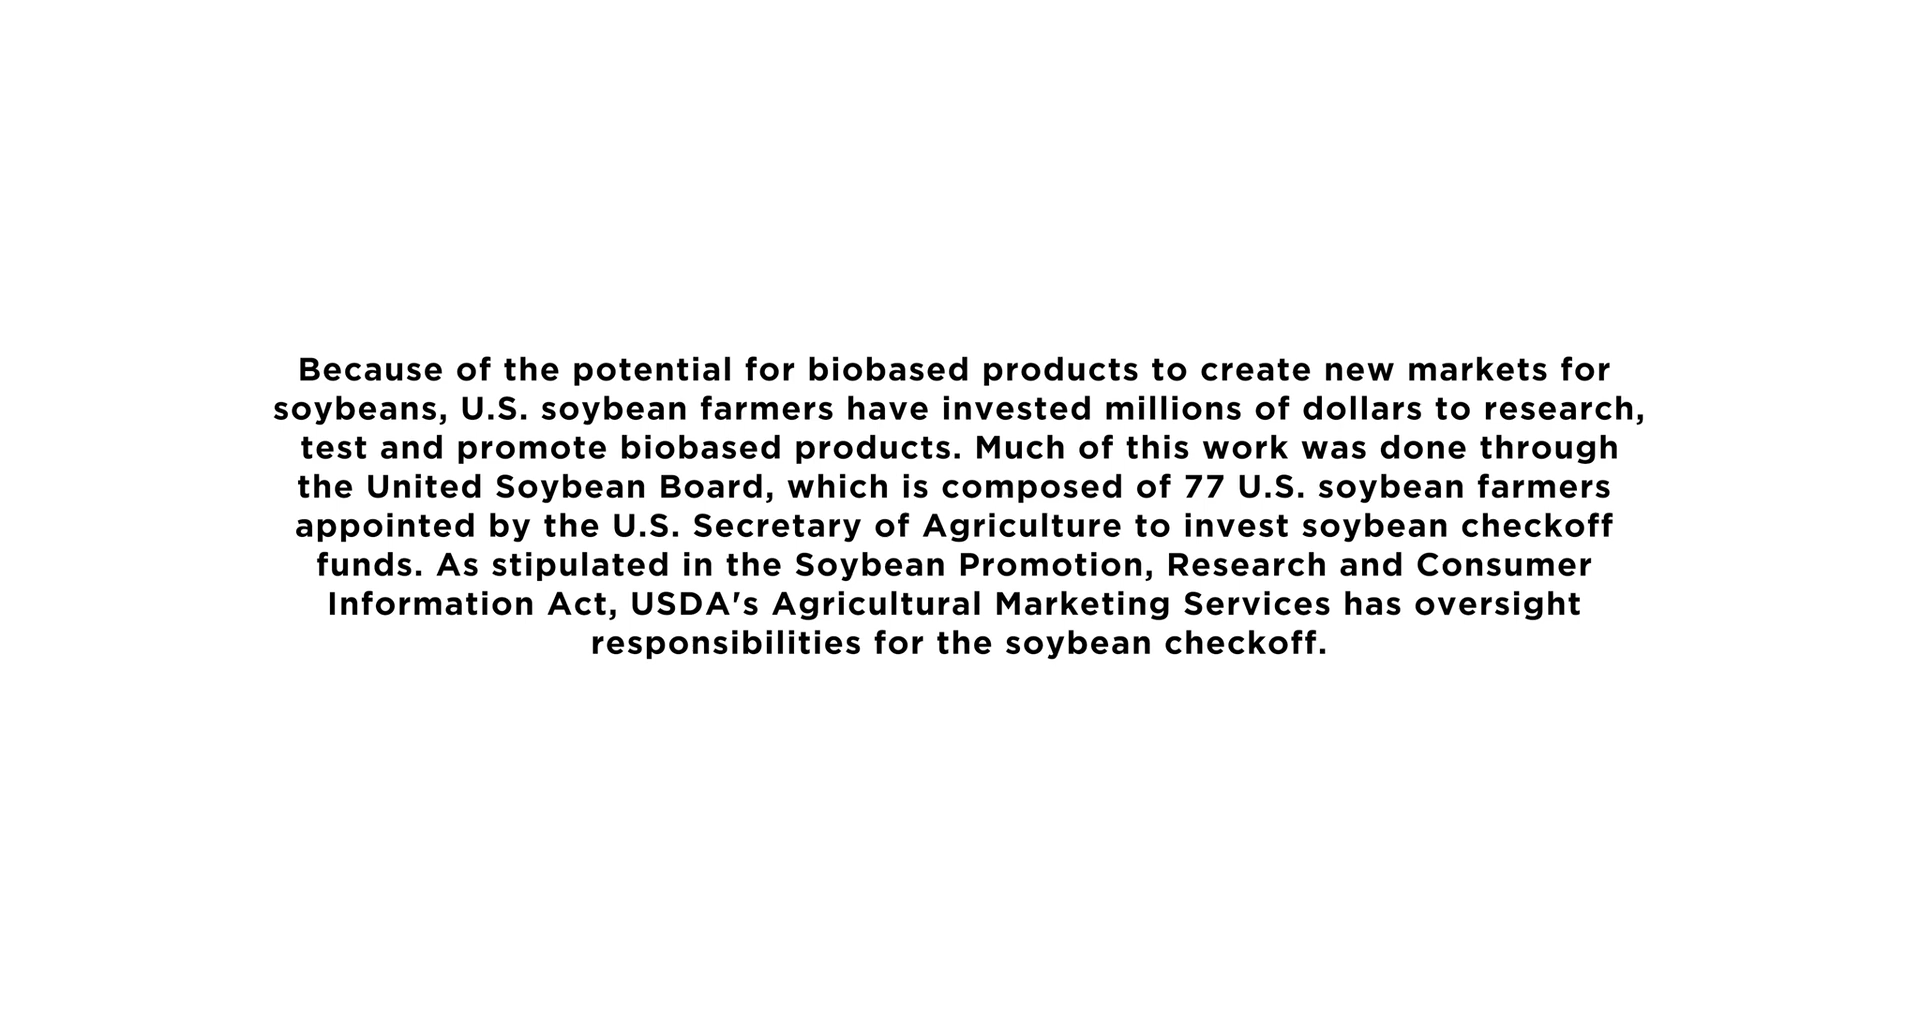 Because of the potential for biobased products to create new markets for
soybeans, U.S. soybean farmers have invested millions of dollars to research,
test and promote biobased products. Much of this work was done through
the United Soybean Board, which is composed of 77 U.S. soybean farmers
appointed by the U.S. Secretary of Agriculture to invest soybean checkoff
funds. As stipulated in the Soybean Promotion, Research and Consumer
Information Act, USDA's Agricultural Marketing Services has oversight
responsibilities for the soybean checkoff.